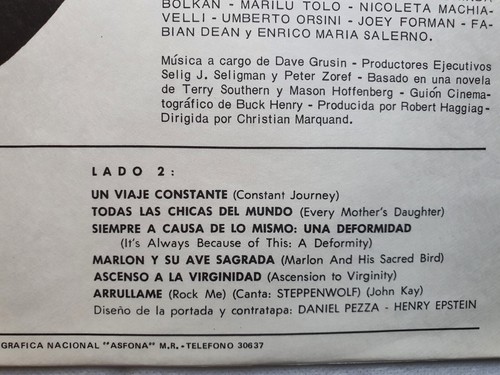 BOLKAN - MARILU TOLO - NICOLETA MACHIA-
VELLI - UMBERTO ORSINI - JOEY FORMAN - FA-
BIAN DEAN y ENRICO MARIA SALERNO.
Música a cargo de Dave Grusin - Productores Ejecutivos
Selig J. Seligman y Peter Zoref - Basado en una novela
de Terry Southern y Mason Hoffenberg - Guión Cinema-
tográfico de Buck Henry - Producida por Robert Haggiag-
Dirigida por Christian Marquand.
LADO 2:
UN VIAJE CONSTANTE (Constant Journey)
TODAS LAS CHICAS DEL MUNDO (Every Mother's Daughter)
SIEMPRE A CAUSA DE LO MISMO: UNA DEFORMIDAD
(It's Always Because of This: A Deformity)
MARLON Y SU AVE SAGRADA (Marlon And His Sacred Bird)
ASCENSO A LA VIRGINIDAD (Ascension to Virginity)
ARRULLAME (Rock Me) (Canta: STEPPENWOLF) (John Kay)
Diseño de la portada y contratapa: DANIEL PEZZA - HENRY EPSTEIN
GRAFICA NACIONAL "ASFONA" M.R. - TELEFONO 30637